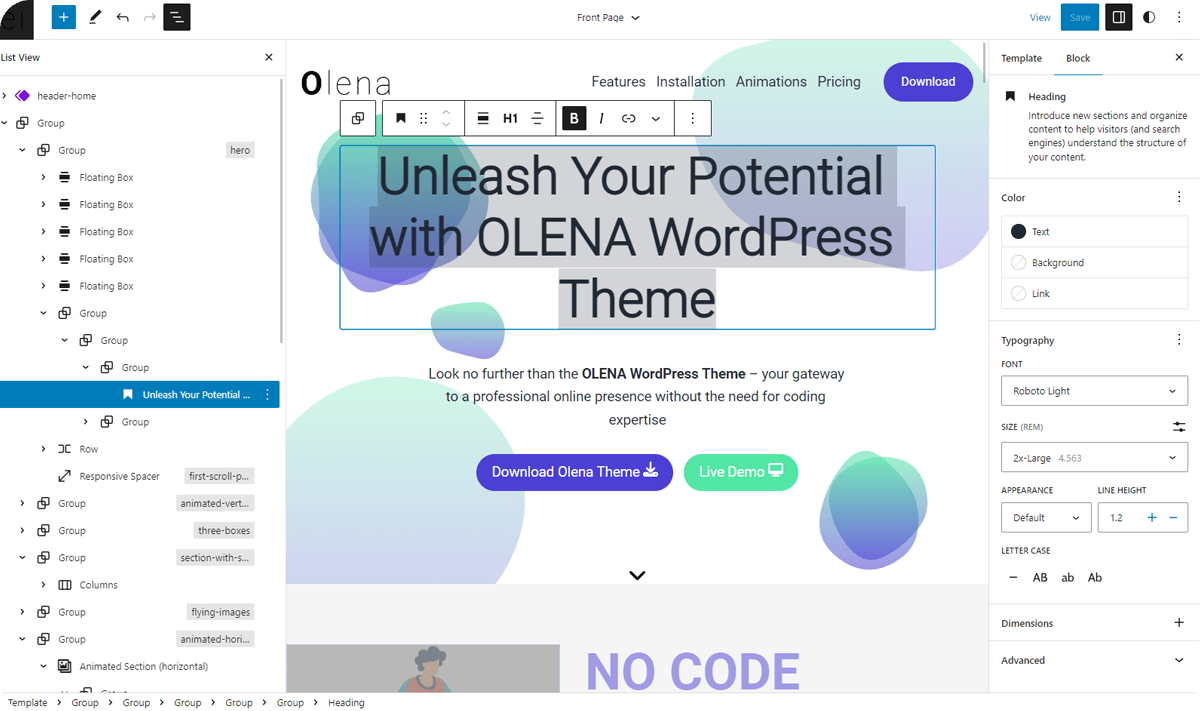 Front Page
View
Save
List View
header-home
Group
Group
hero
Floating Box
Floating Box
Floating Box
Floating Box
Floating Box
Group
Group
Group
Unleash Your Potential ...
Group
Row
Responsive Spacer
first-scroll-p...
Group
animated-vert...
Group
three-boxes
Group
section-with-s...
Columns
Group
flying-images
Group
animated-hori...
Animated Section (horizontal)
Group
Olena
Features
Installation
Animations
Pricing
Download
H1
B
I
Unleash Your Potential
with OLENA WordPress
Theme
Look no further than the OLENA WordPress Theme – your gateway
to a professional online presence without the need for coding
expertise
Download Olena Theme
Live Demo
NO CODE
Template
Block
Heading
Introduce new sections and organize
content to help visitors (and search
engines) understand the structure of
your content.
Color
Text
Background
Link
Typography
FONT
Roboto Light
SIZE (REM)
2x-Large 4.563
APPEARANCE
LINE HEIGHT
Default
1.2
LETTER CASE
AB
ab
Ab
Dimensions
Advanced
Template
Group
Group
Group
Group
Group
Heading